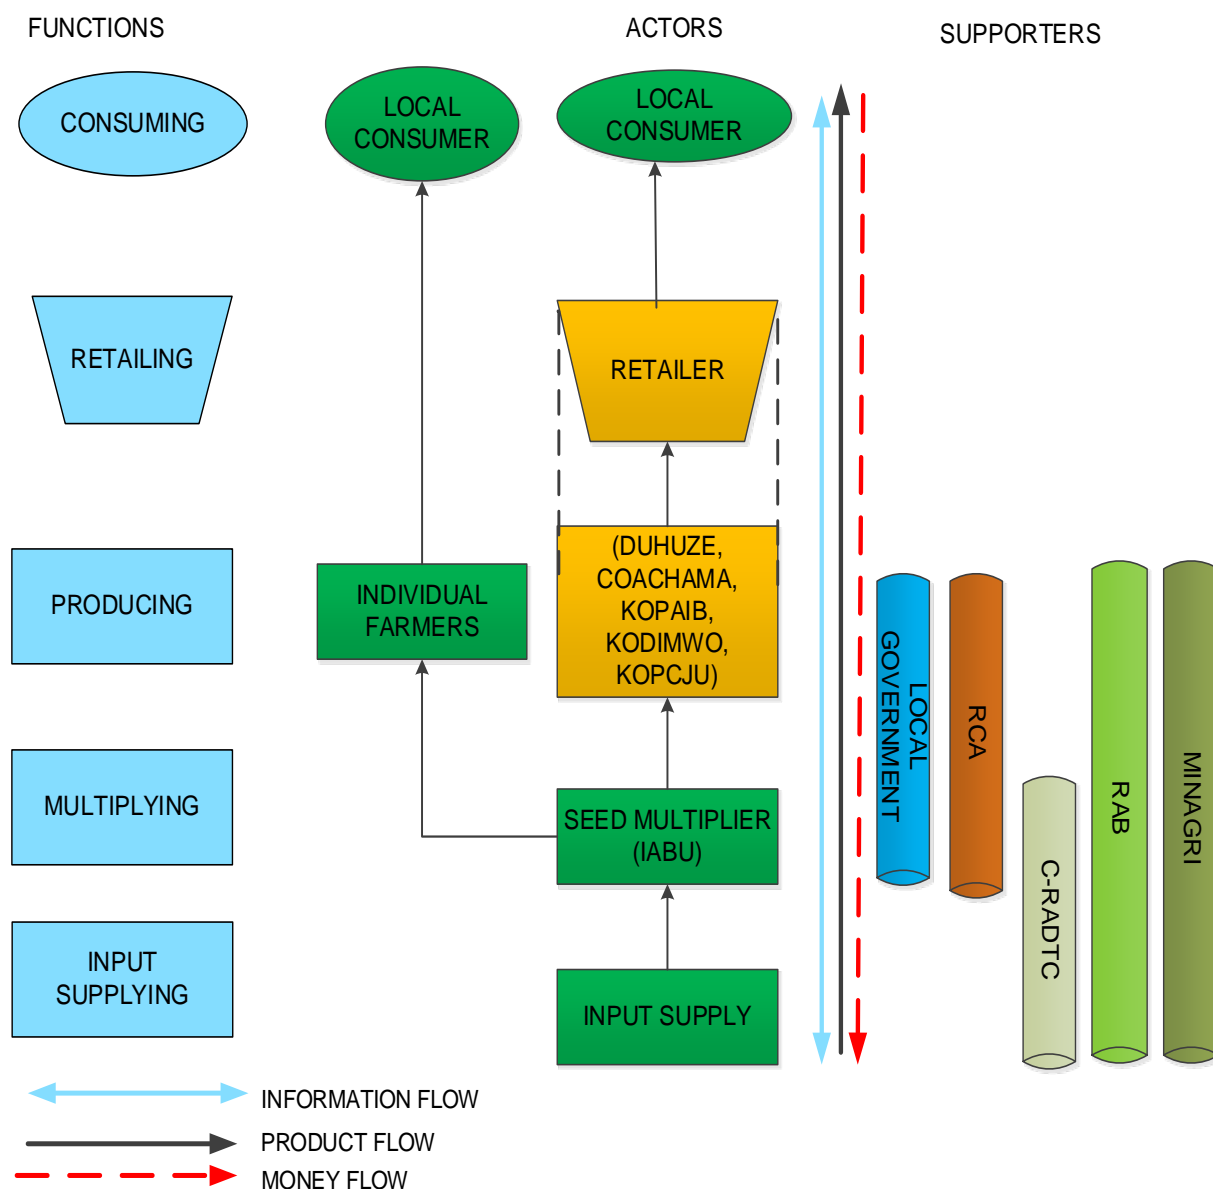 FUNCTIONS
ACTORS
SUPPORTERS
CONSUMING
LOCAL
CONSUMER
LOCAL
CONSUMER
RETAILING
RETAILER
PRODUCING
INDIVIDUAL
FARMERS
(DUHUZE,
COACHAMA,
KOPAIB,
KODIMWO,
KOPCJU)
LOCAL
GOVERNMENT
RCA
C-RADTC
RAB
MINAGRI
MULTIPLYING
SEED MULTIPLIER
(IABU)
INPUT
SUPPLYING
INPUT SUPPLY
INFORMATION FLOW
PRODUCT FLOW
MONEY FLOW